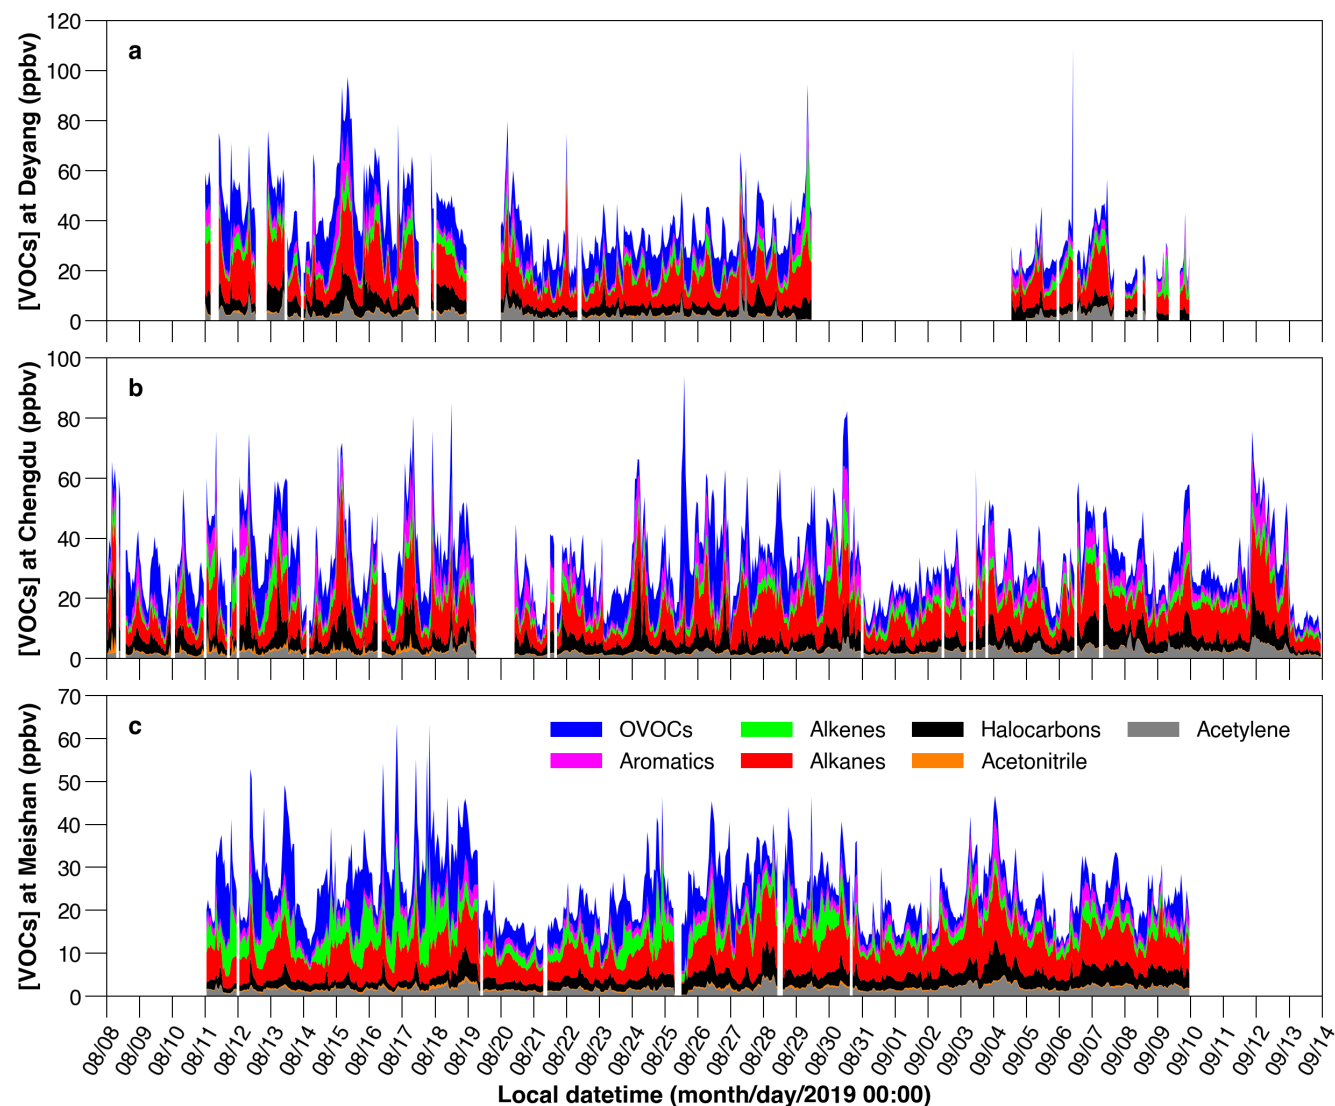 [VOCs] at Deyang (ppbv)
120
100
80
60
40
20
0
a
[VOCs] at Chengdu (ppbv)
100
80
60
40
20
0
b
[VOCs] at Meishan (ppbv)
70
60
50
40
30
20
10
0
c
OVOCs Alkenes Halocarbons Acetylene
Aromatics Alkanes Acetonitrile
08/08 08/09 08/10 08/11 08/12 08/13 08/14 08/15 08/16 08/17 08/18 08/19 08/20 08/21 08/22 08/23 08/24 08/25 08/26 08/27 08/28 08/29 08/30 08/31 09/01 09/02 09/03 09/04 09/05 09/06 09/07 09/08 09/09 09/10 09/11 09/12 09/13 09/14
Local datetime (month/day/2019 00:00)